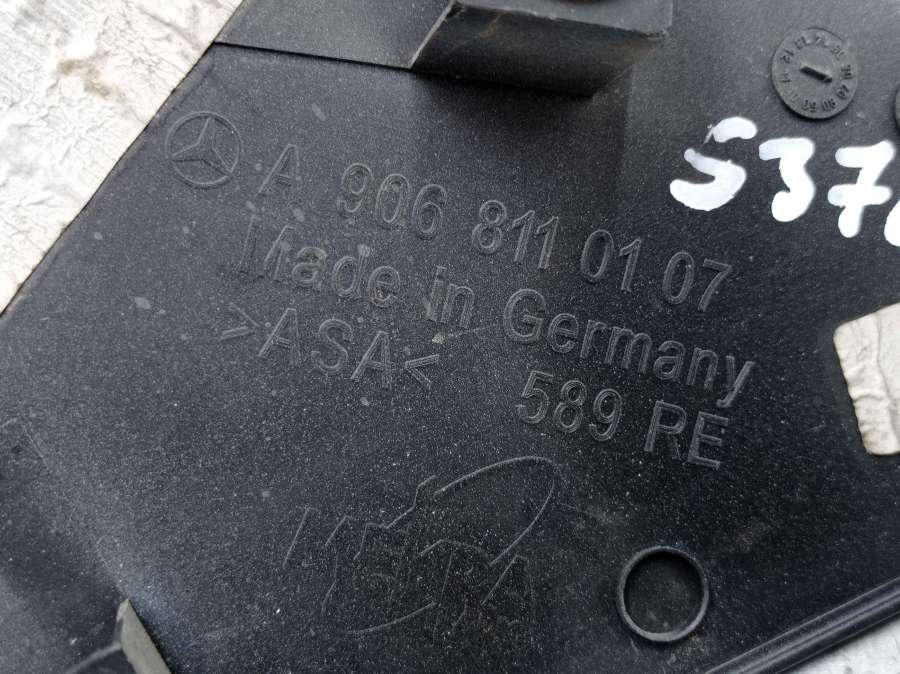 S37
A 906 811 01 07
Made in Germany
>ASA<
589 RE